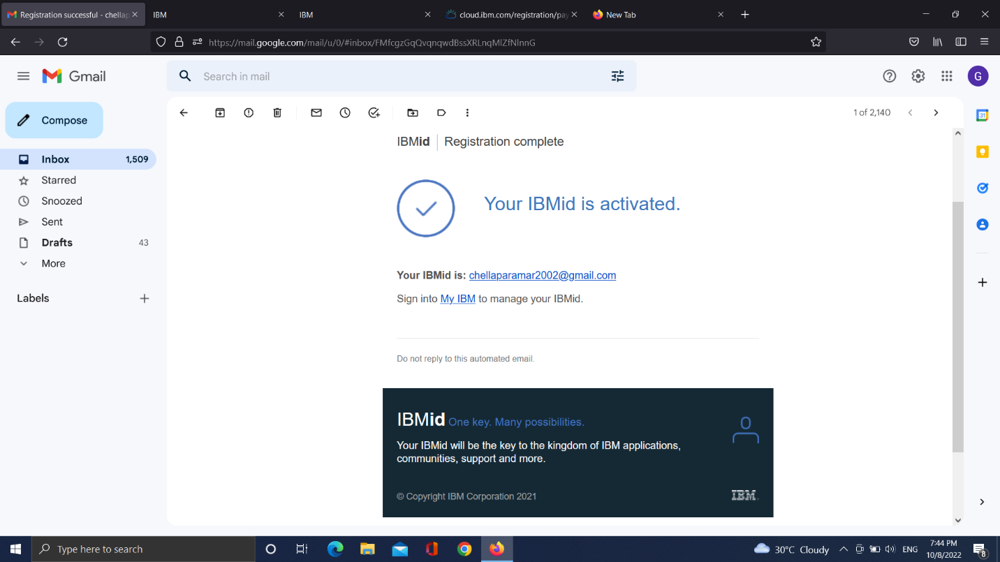 Registration successful - chellap
IBM
IBM
cloud.ibm.com/registration/pay
New Tab
https://mail.google.com/mail/u/0/#inbox/FMfcgzGqQvqnqwdBssXRLnqMlZfNlnnG
Gmail
Search in mail
G
Compose
1 of 2,140
31
Inbox 1,509
Starred
Snoozed
Sent
Drafts 43
More
Labels
IBMid Registration complete
Your IBMid is activated.
Your IBMid is: chellaparamar2002@gmail.com
Sign into My IBM to manage your IBMid.
Do not reply to this automated email.
IBMid One key. Many possibilities.
Your IBMid will be the key to the kingdom of IBM applications,
communities, support and more.
© Copyright IBM Corporation 2021
IBM
Type here to search
30°C Cloudy
ENG
7:44 PM
10/8/2022
8